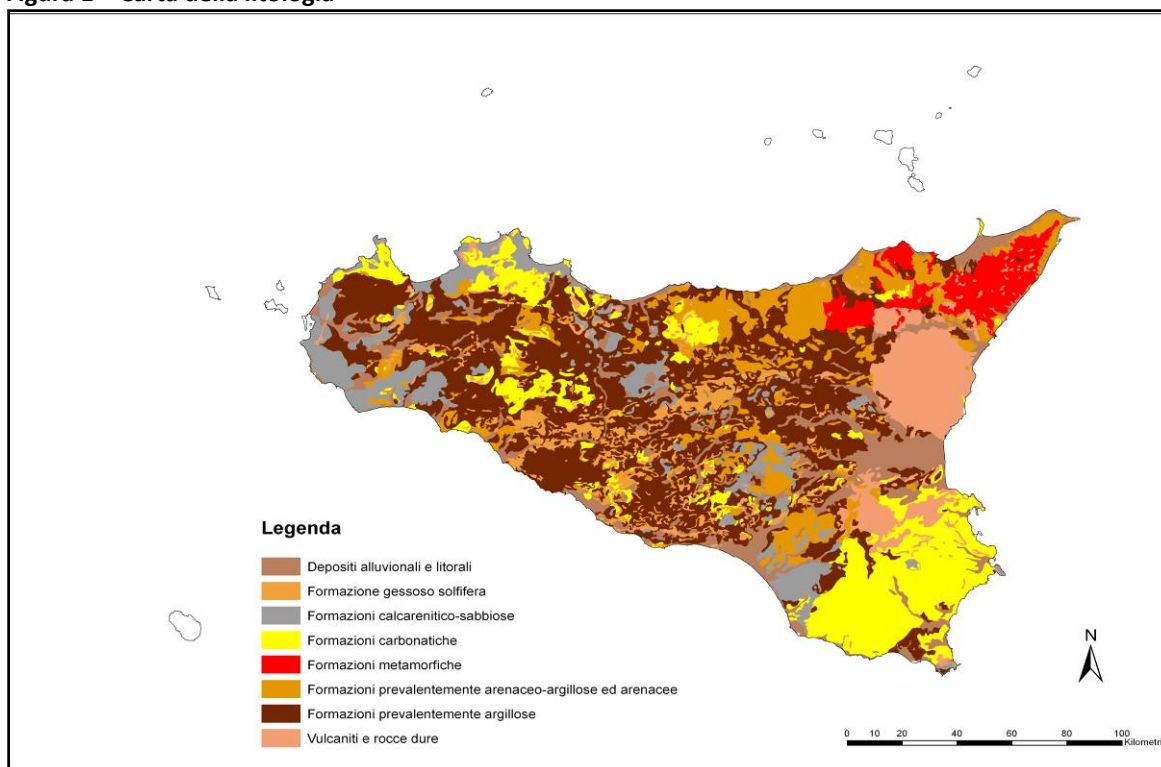 Legenda
Depositi alluvionali e litorali
Formazione gessoso solfifera
Formazioni calcarenitico-sabbiose
Formazioni carbonatiche
Formazioni metamorfiche
Formazioni prevalentemente arenaceo-argillose ed arenacee
Formazioni prevalentemente argillose
Vulcaniti e rocce dure
N
0 10 20 40 60 80 100
Kilometri